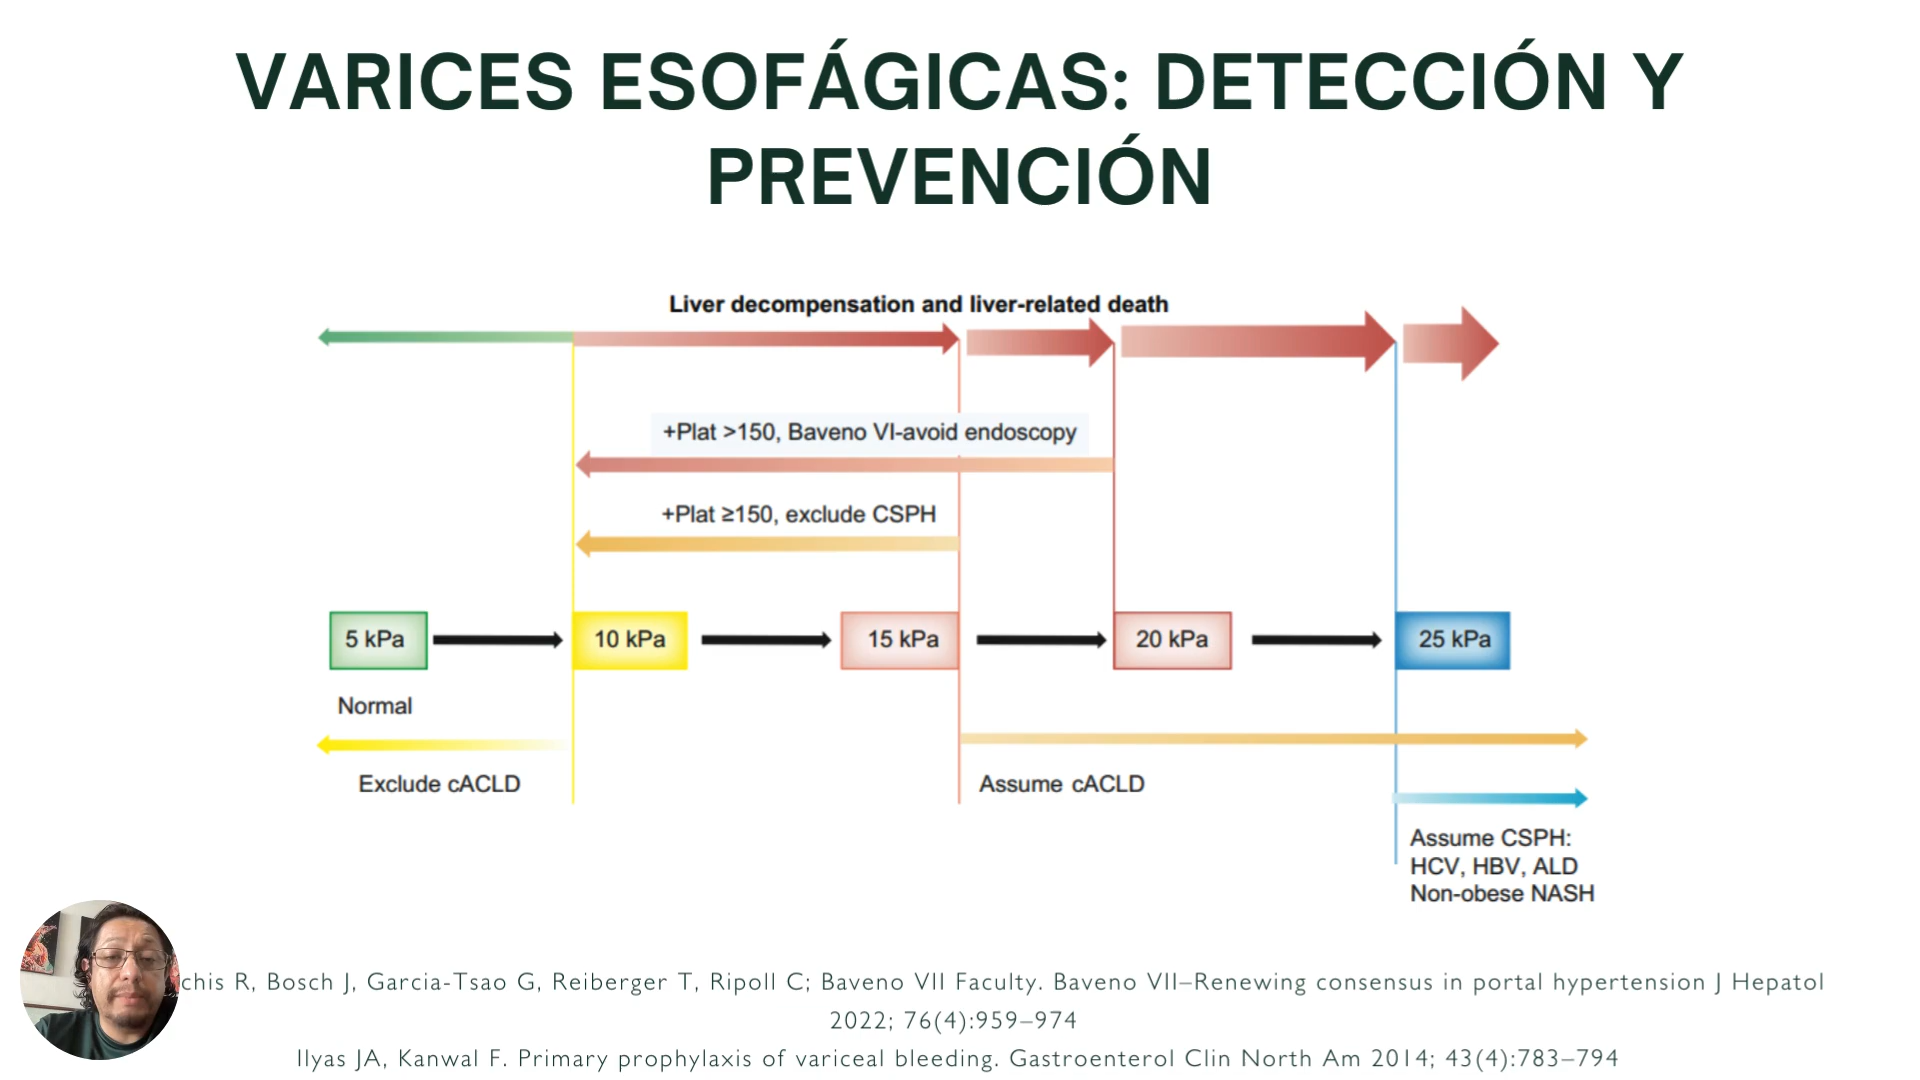 VARICES ESOFÁGICAS: DETECCIÓN Y
PREVENCIÓN
Liver decompensation and liver-related death
+Plat >150, Baveno VI-avoid endoscopy
+Plat ≥150, exclude CSPH
5 kPa
10 kPa
15 kPa
20 kPa
25 kPa
Normal
Exclude cACLD
Assume cACLD
Assume CSPH:
HCV, HBV, ALD
Non-obese NASH
R, Bosch J, Garcia-Tsao G, Reiberger T, Ripoll C; Baveno VII Faculty. Baveno VII–Renewing consensus in portal hypertension J Hepatol
2022; 76(4):959–974
Ilyas JA, Kanwal F. Primary prophylaxis of variceal bleeding. Gastroenterol Clin North Am 2014; 43(4):783–794